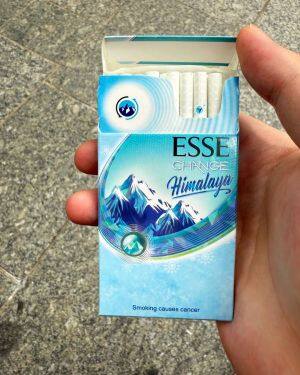 ESSE
CHANGE
Himalaya
Smoking causes cancer